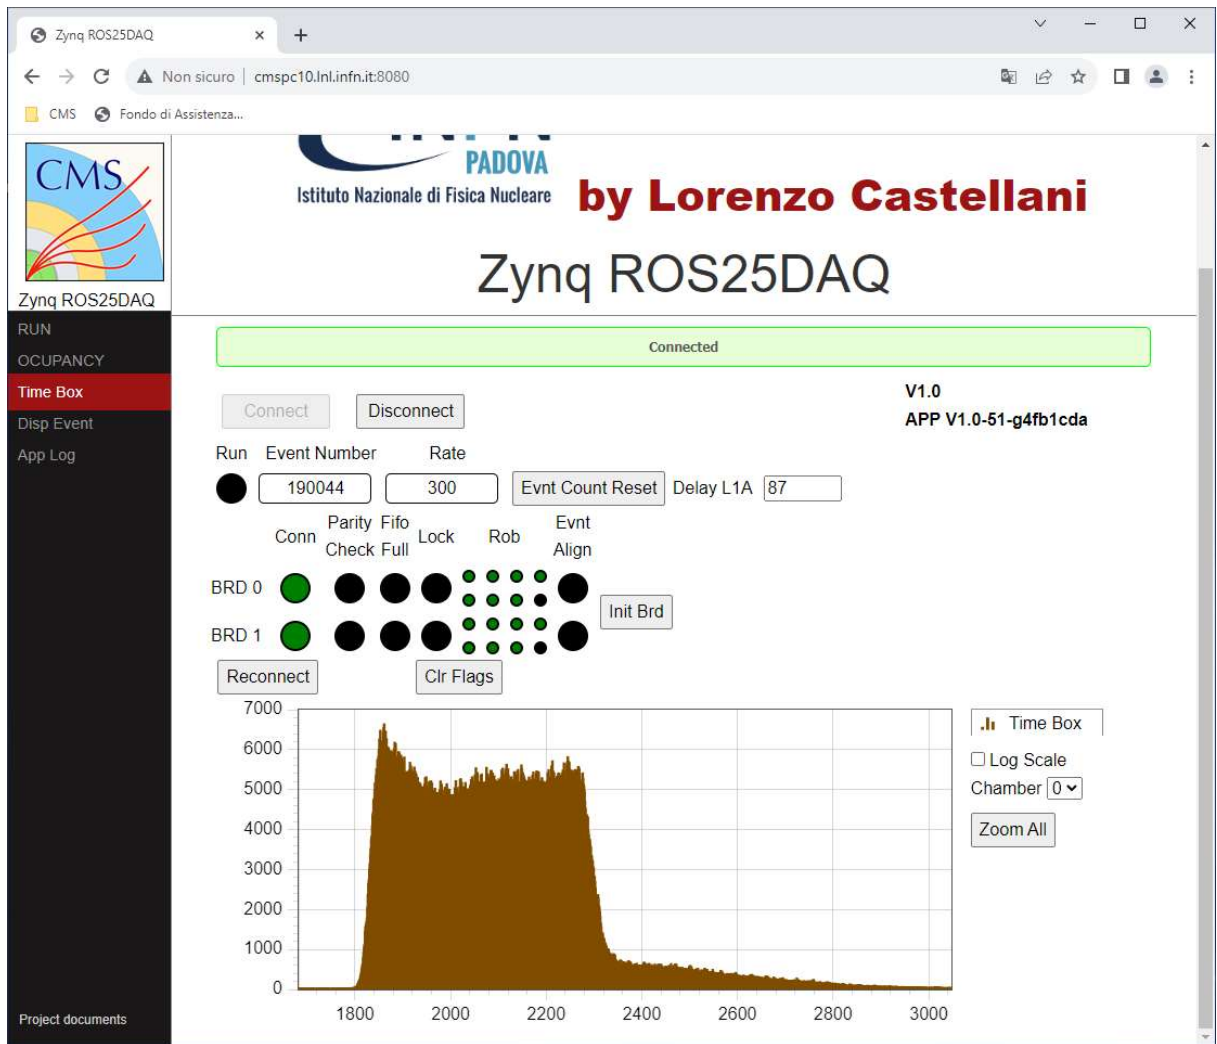 Zynq ROS25DAQ
Non sicuro cmspc10.lnl.infn.it:8080
CMS Fondo di Assistenza...
CMS
Zynq ROS25DAQ
RUN
OCUPANCY
Time Box
Disp Event
App Log
Project documents
PADOVA
Istituto Nazionale di Fisica Nucleare
by Lorenzo Castellani
Zynq ROS25DAQ
Connected
Connect Disconnect
V1.0
APP V1.0-51-g4fb1cda
Run Event Number Rate
190044 300 Evnt Count Reset Delay L1A 87
Conn Parity Check Fifo Full Lock Rob Evnt Align
BRD 0
Init Brd
BRD 1
Reconnect Clr Flags
7000
6000
5000
4000
3000
2000
1000
0
1800 2000 2200 2400 2600 2800 3000
Time Box
Log Scale
Chamber 0
Zoom All